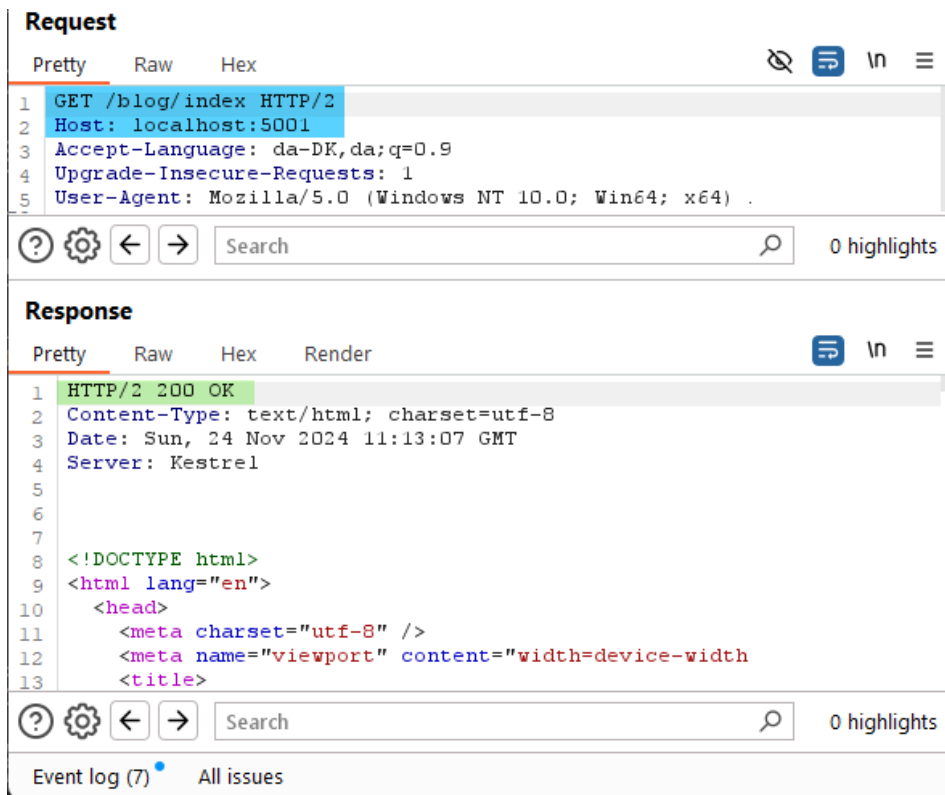 Request
Pretty Raw Hex \n
1 GET /blog/index HTTP/2
2 Host: localhost:5001
3 Accept-Language: da-DK,da;q=0.9
4 Upgrade-Insecure-Requests: 1
5 User-Agent: Mozilla/5.0 (Windows NT 10.0; Win64; x64) .
Search 0 highlights
Response
Pretty Raw Hex Render \n
1 HTTP/2 200 OK
2 Content-Type: text/html; charset=utf-8
3 Date: Sun, 24 Nov 2024 11:13:07 GMT
4 Server: Kestrel
5
6
7
8 <!DOCTYPE html>
9 <html lang="en">
10 <head>
11 <meta charset="utf-8" />
12 <meta name="viewport" content="width=device-width
13 <title>
Search 0 highlights
Event log (7) All issues